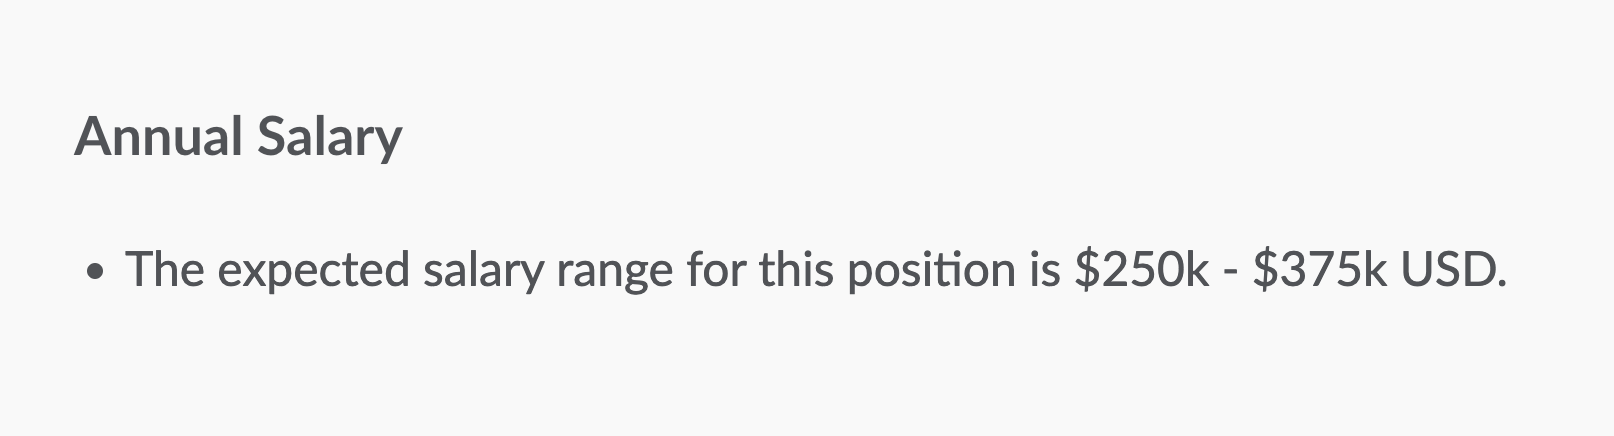 Annual Salary
• The expected salary range for this position is $250k - $375k USD.